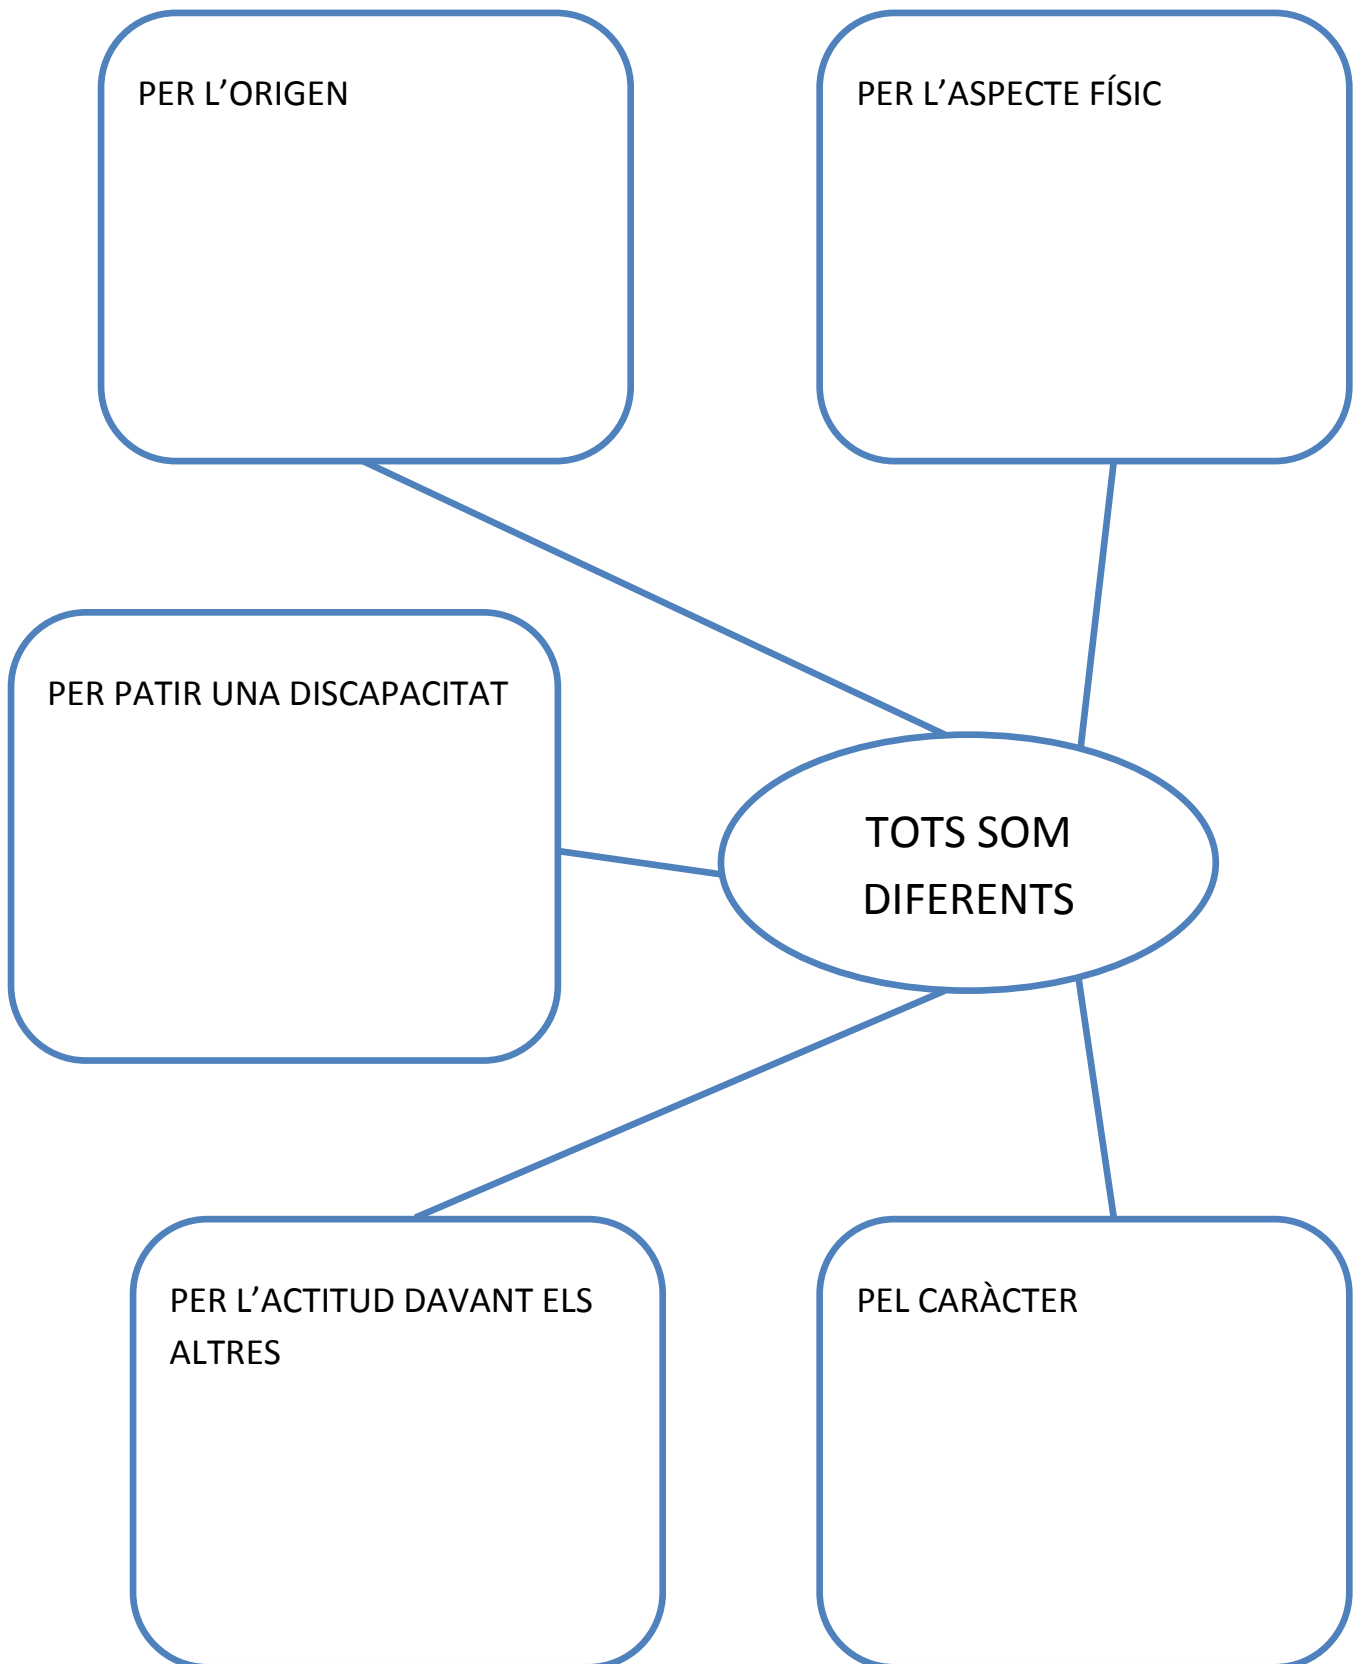 PER L’ORIGEN
PER L’ASPECTE FÍSIC
PER PATIR UNA DISCAPACITAT
TOTS SOM
DIFERENTS
PER L’ACTITUD DAVANT ELS
ALTRES
PEL CARÀCTER